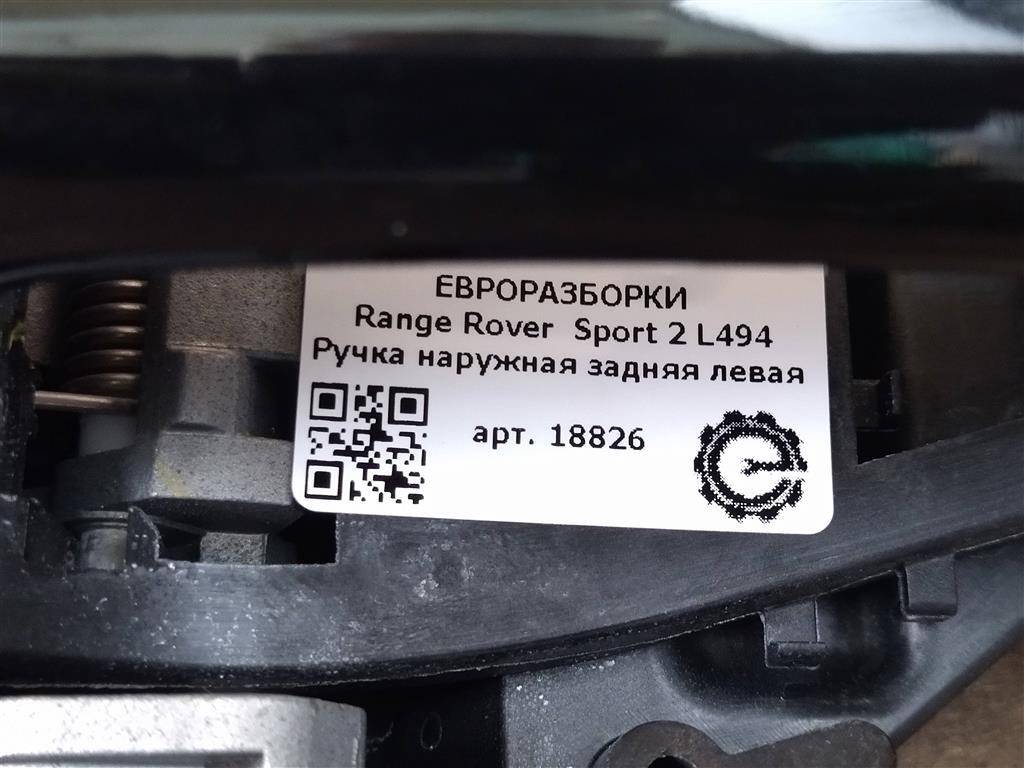 ЕВРОРАЗБОРКИ
Range Rover Sport 2 L494
Ручка наружная задняя левая
арт. 18826